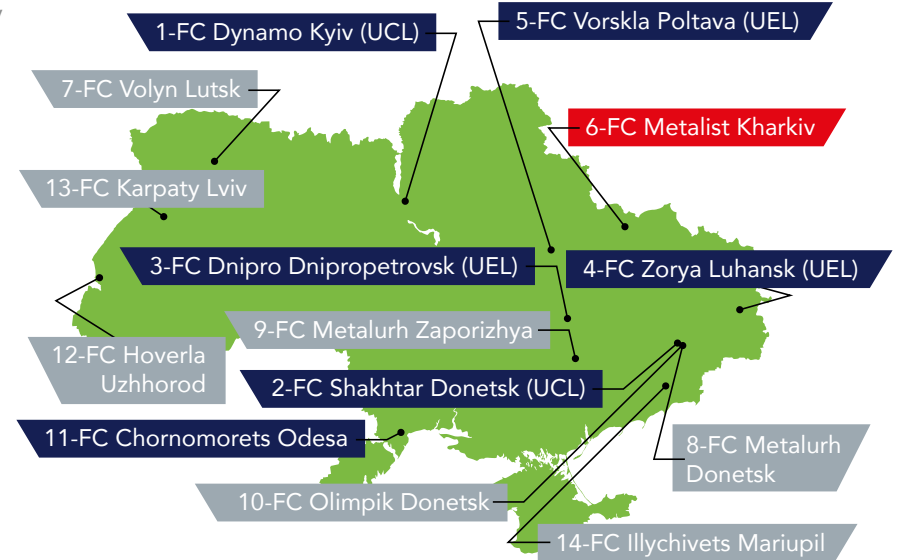 1-FC Dynamo Kyiv (UCL)
5-FC Vorskla Poltava (UEL)
7-FC Volyn Lutsk
6-FC Metalist Kharkiv
13-FC Karpaty Lviv
3-FC Dnipro Dnipropetrovsk (UEL)
4-FC Zorya Luhansk (UEL)
9-FC Metalurh Zaporizhya
12-FC Hoverla
Uzhhorod
2-FC Shakhtar Donetsk (UCL)
11-FC Chornomorets Odesa
8-FC Metalurh
Donetsk
10-FC Olimpik Donetsk
14-FC Illychivets Mariupil